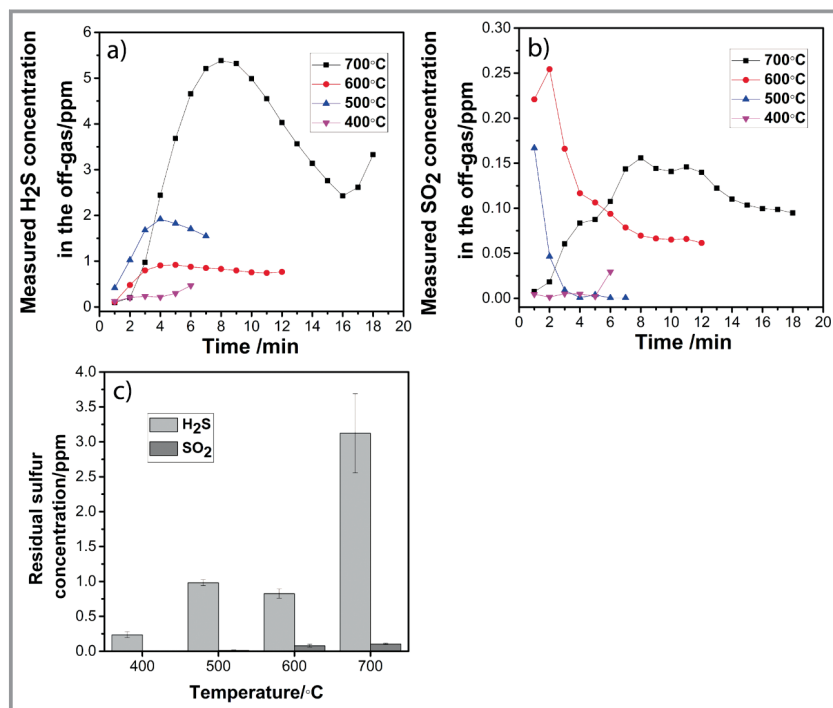 a)
700°C
600°C
500°C
400°C
Measured H2S concentration
in the off-gas/ppm
6
5
4
3
2
1
0
0 2 4 6 8 10 12 14 16 18 20
Time /min
b)
700°C
600°C
500°C
400°C
Measured SO2 concentration
in the off-gas/ppm
0.30
0.25
0.20
0.15
0.10
0.05
0.00
0 2 4 6 8 10 12 14 16 18 20
Time /min
c)
H2S
SO2
Residual sulfur
concentration/ppm
4.0
3.5
3.0
2.5
2.0
1.5
1.0
0.5
0.0
400 500 600 700
Temperature/°C